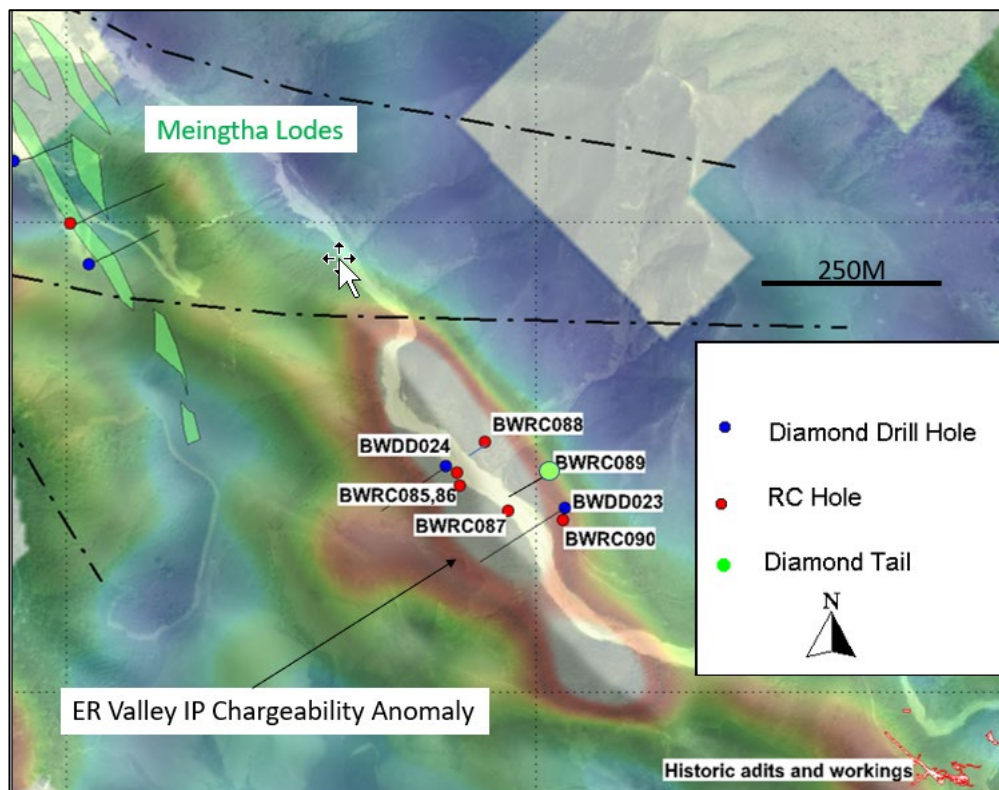 Meingtha Lodes
250M
BWRC088
BWDD024
BWRC089
BWRC085,86
BWDD023
BWRC087
BWRC090
Diamond Drill Hole
RC Hole
Diamond Tail
N
ER Valley IP Chargeability Anomaly
Historic adits and workings